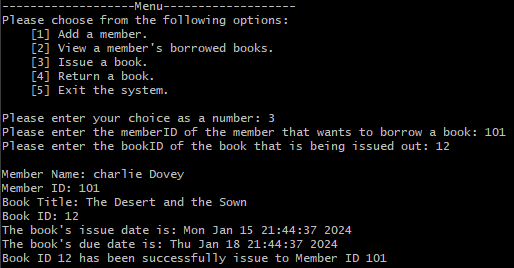 -------------------Menu-------------------
Please choose from the following options:
[1] Add a member.
[2] View a member's borrowed books.
[3] Issue a book.
[4] Return a book.
[5] Exit the system.
Please enter your choice as a number: 3
Please enter the memberID of the member that wants to borrow a book: 101
Please enter the bookID of the book that is being issued out: 12
Member Name: charlie Dovey
Member ID: 101
Book Title: The Desert and the Sown
Book ID: 12
The book's issue date is: Mon Jan 15 21:44:37 2024
The book's due date is: Thu Jan 18 21:44:37 2024
Book ID 12 has been successfully issue to Member ID 101